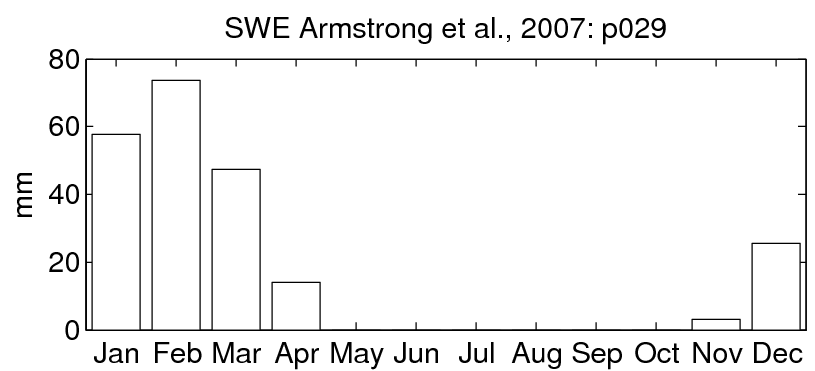 SWE Armstrong et al., 2007: p029
80
60
40
20
0
mm
Jan Feb Mar Apr May Jun Jul Aug Sep Oct Nov Dec